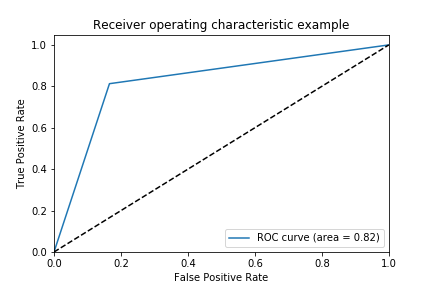 Receiver operating characteristic example
True Positive Rate
1.0
0.8
0.6
0.4
0.2
0.0
0.0 0.2 0.4 0.6 0.8 1.0
False Positive Rate
ROC curve (area = 0.82)